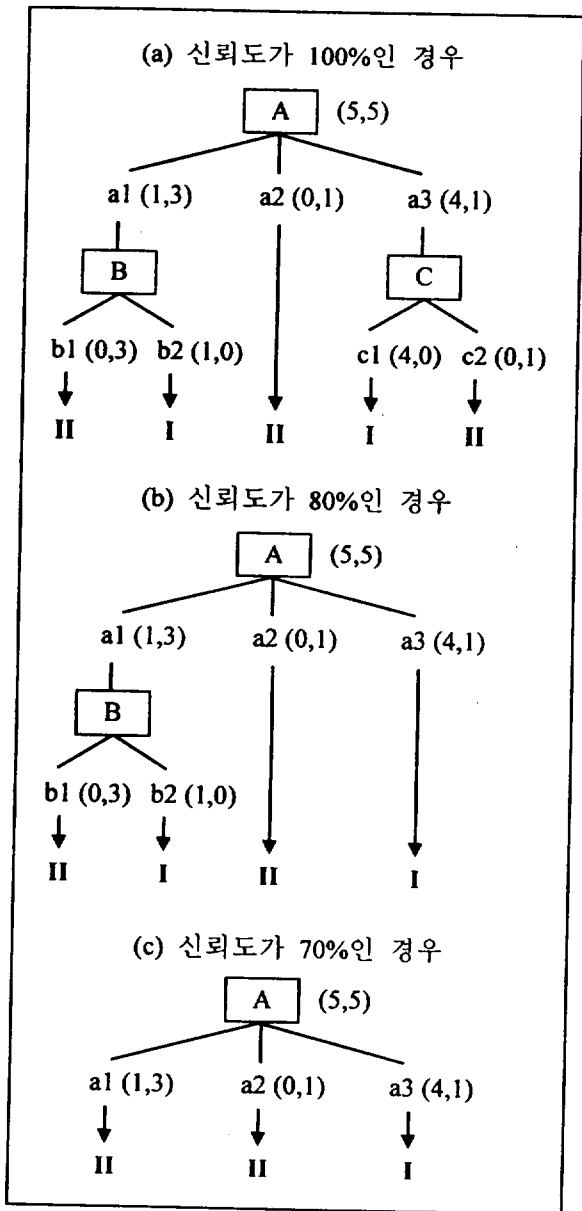 (a) 신뢰도가 100%인 경우
A (5,5)
a1 (1,3) a2 (0,1) a3 (4,1)
B C
b1 (0,3) b2 (1,0) c1 (4,0) c2 (0,1)
II I II I II
(b) 신뢰도가 80%인 경우
A (5,5)
a1 (1,3) a2 (0,1) a3 (4,1)
B
b1 (0,3) b2 (1,0)
II I II I
(c) 신뢰도가 70%인 경우
A (5,5)
a1 (1,3) a2 (0,1) a3 (4,1)
II II I